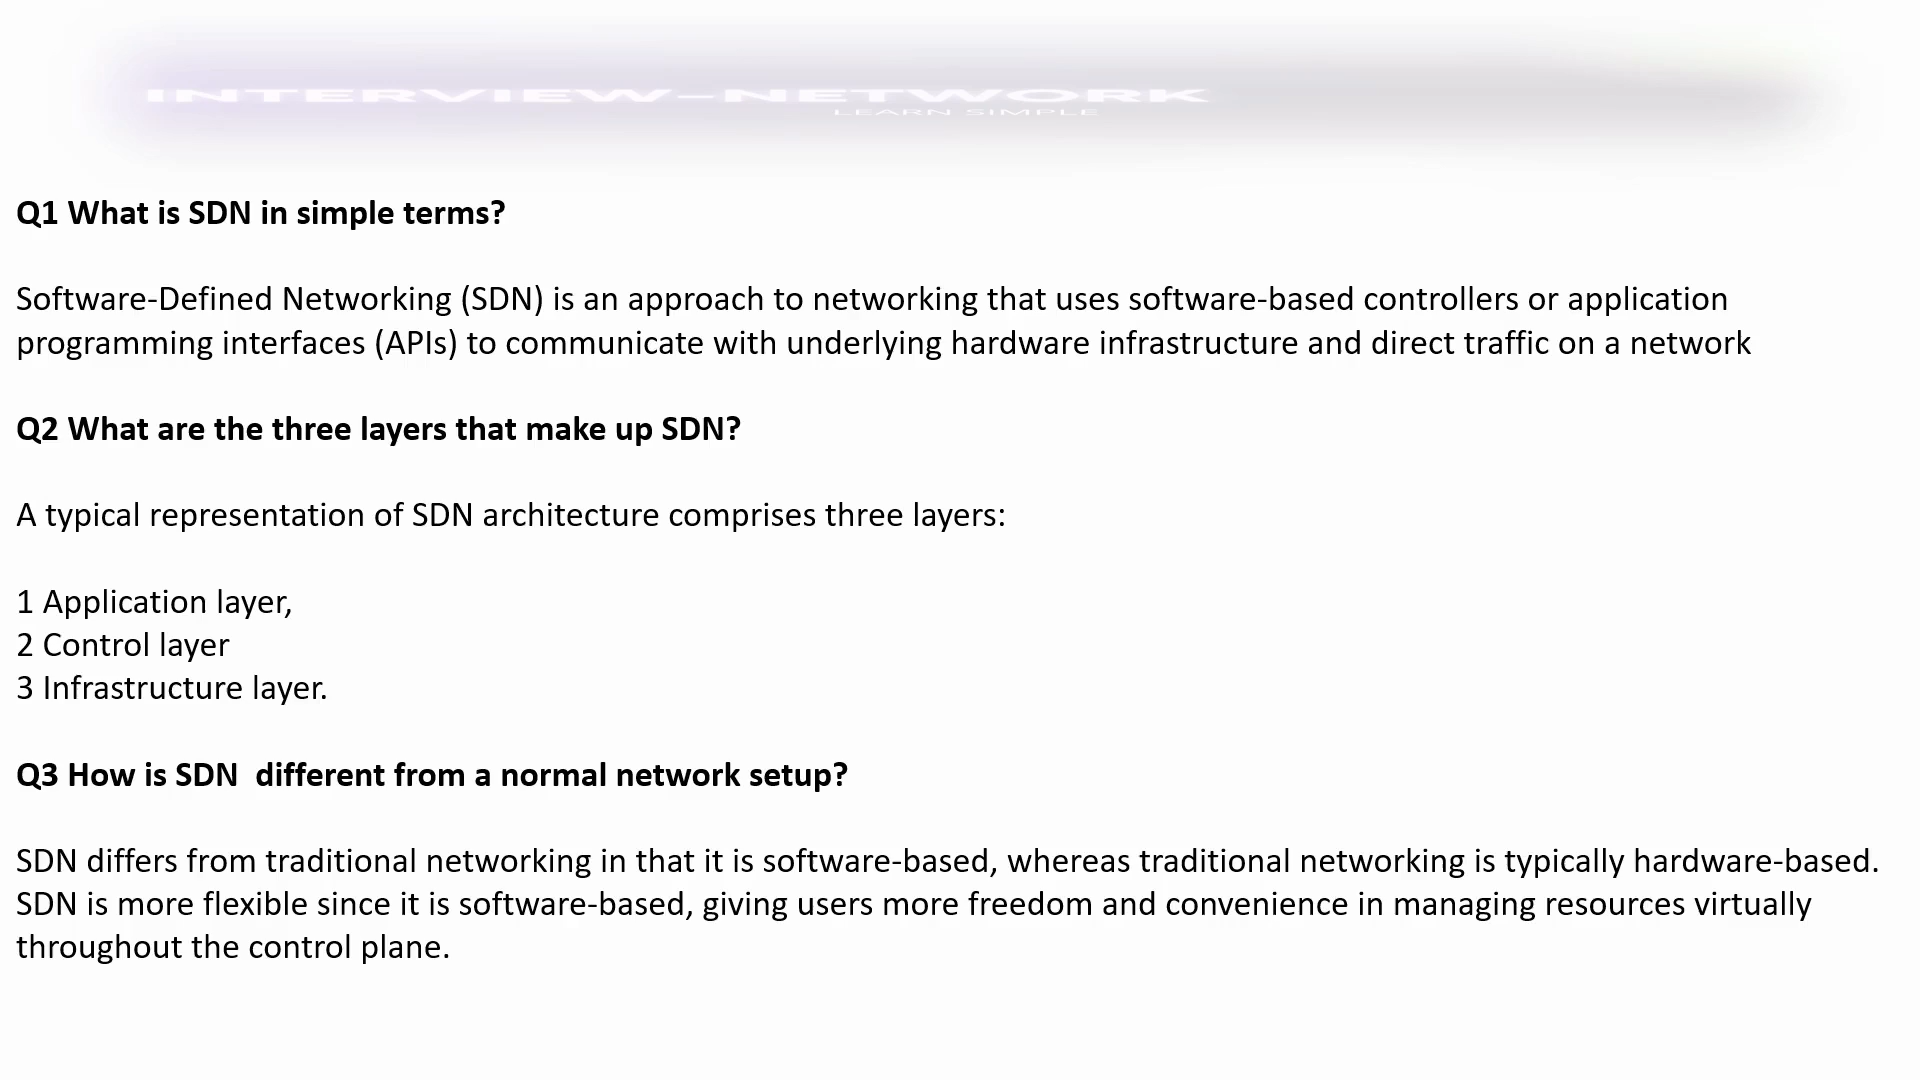 INTERVIEW-NETWORK
LEARN SIMPLE
Q1 What is SDN in simple terms?
Software-Defined Networking (SDN) is an approach to networking that uses software-based controllers or application
programming interfaces (APIs) to communicate with underlying hardware infrastructure and direct traffic on a network
Q2 What are the three layers that make up SDN?
A typical representation of SDN architecture comprises three layers:
1 Application layer,
2 Control layer
3 Infrastructure layer.
Q3 How is SDN  different from a normal network setup?
SDN differs from traditional networking in that it is software-based, whereas traditional networking is typically hardware-based.
SDN is more flexible since it is software-based, giving users more freedom and convenience in managing resources virtually
throughout the control plane.